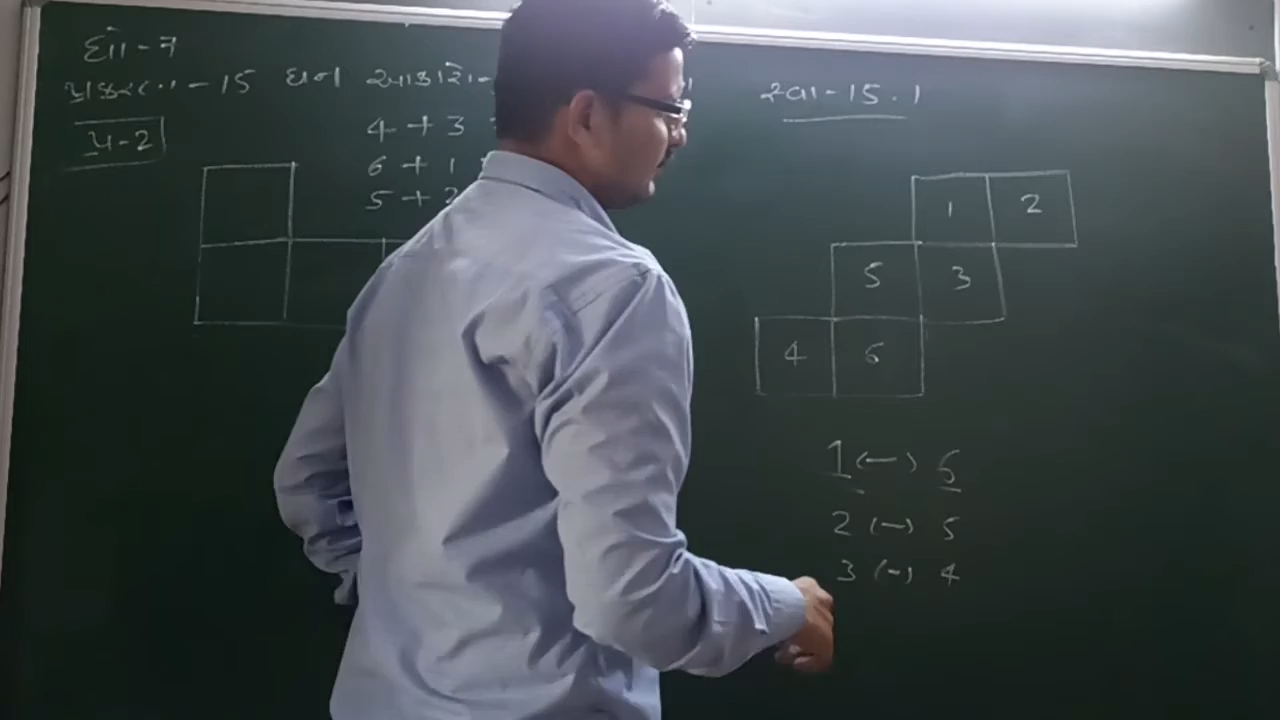 ધો - 7
પ્રકરણ - 15 ઘન આકારો
સ્વા - 15.1
પ્ર - 2
4 + 3
6 + 1
5 + 2
1 2
5 3
4 6
1 ↔ 6
2 ↔ 5
3 ↔ 4